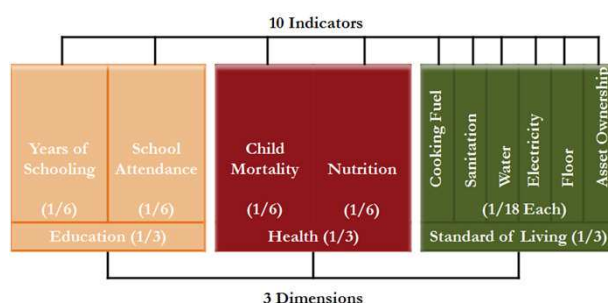 10 Indicators
Years of
Schooling
(1/6)
School
Attendance
(1/6)
Education (1/3)
Child
Mortality
(1/6)
Nutrition
(1/6)
Health (1/3)
Cooking Fuel
Sanitation
Water
Electricity
Floor
Asset Ownership
(1/18 Each)
Standard of Living (1/3)
3 Dimensions